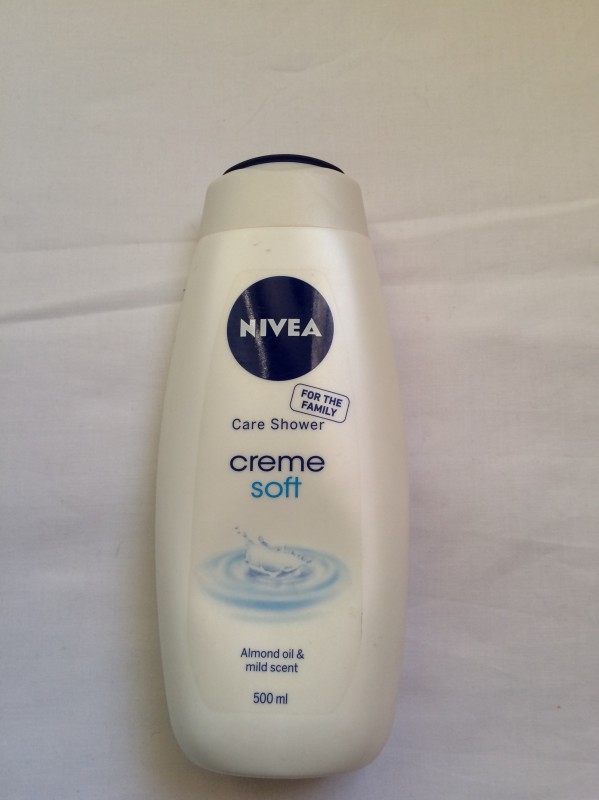 NIVEA
FOR THE
FAMILY
Care Shower
creme
soft
Almond oil &
mild scent
500 ml